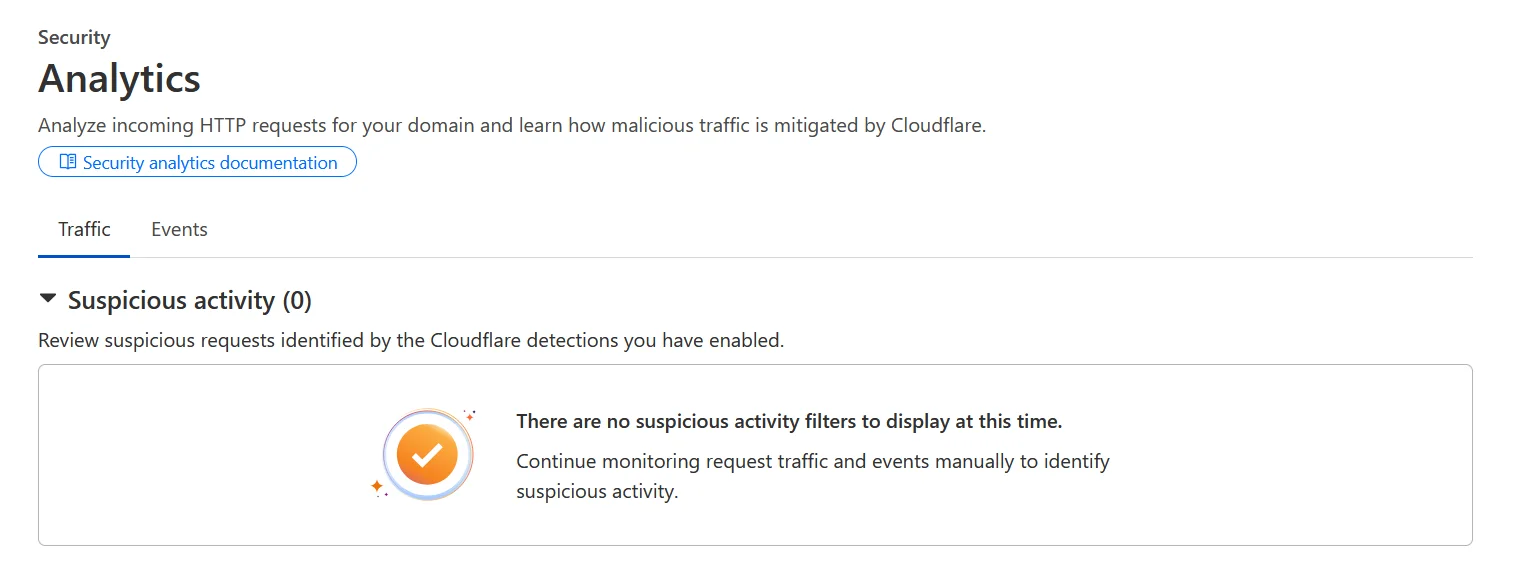 Security
Analytics
Analyze incoming HTTP requests for your domain and learn how malicious traffic is mitigated by Cloudflare.
Security analytics documentation
Traffic Events
Suspicious activity (0)
Review suspicious requests identified by the Cloudflare detections you have enabled.
There are no suspicious activity filters to display at this time.
Continue monitoring request traffic and events manually to identify
suspicious activity.